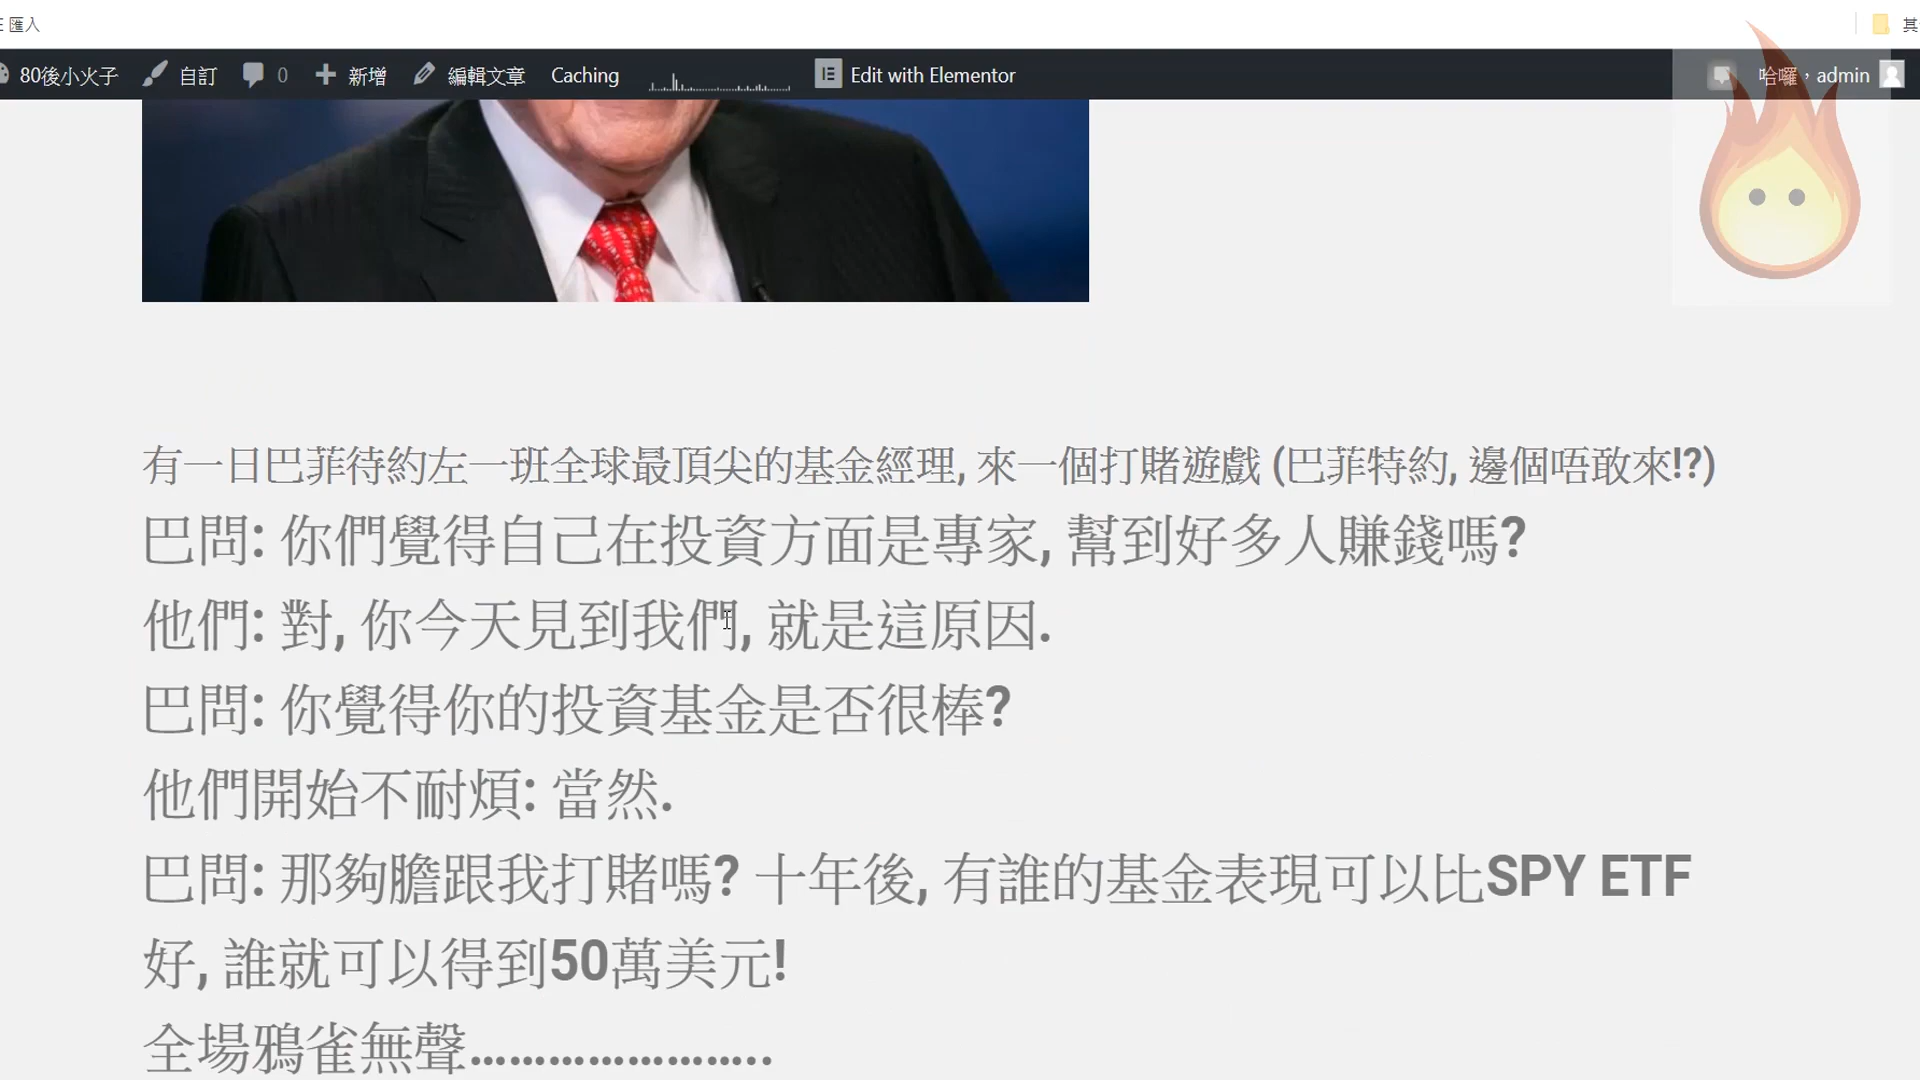 匯入
80後小火子 自訂 0 新增 編輯文章 Caching Edit with Elementor 哈囉,admin
有一日巴菲待約左一班全球最頂尖的基金經理, 來一個打賭遊戲 (巴菲特約, 邊個唔敢來!?)
巴問: 你們覺得自己在投資方面是專家, 幫到好多人賺錢嗎?
他們: 對, 你今天見到我們, 就是這原因.
巴問: 你覺得你的投資基金是否很棒?
他們開始不耐煩: 當然.
巴問: 那夠膽跟我打賭嗎? 十年後, 有誰的基金表現可以比SPY ETF
好, 誰就可以得到50萬美元!
全場鴉雀無聲…………………..